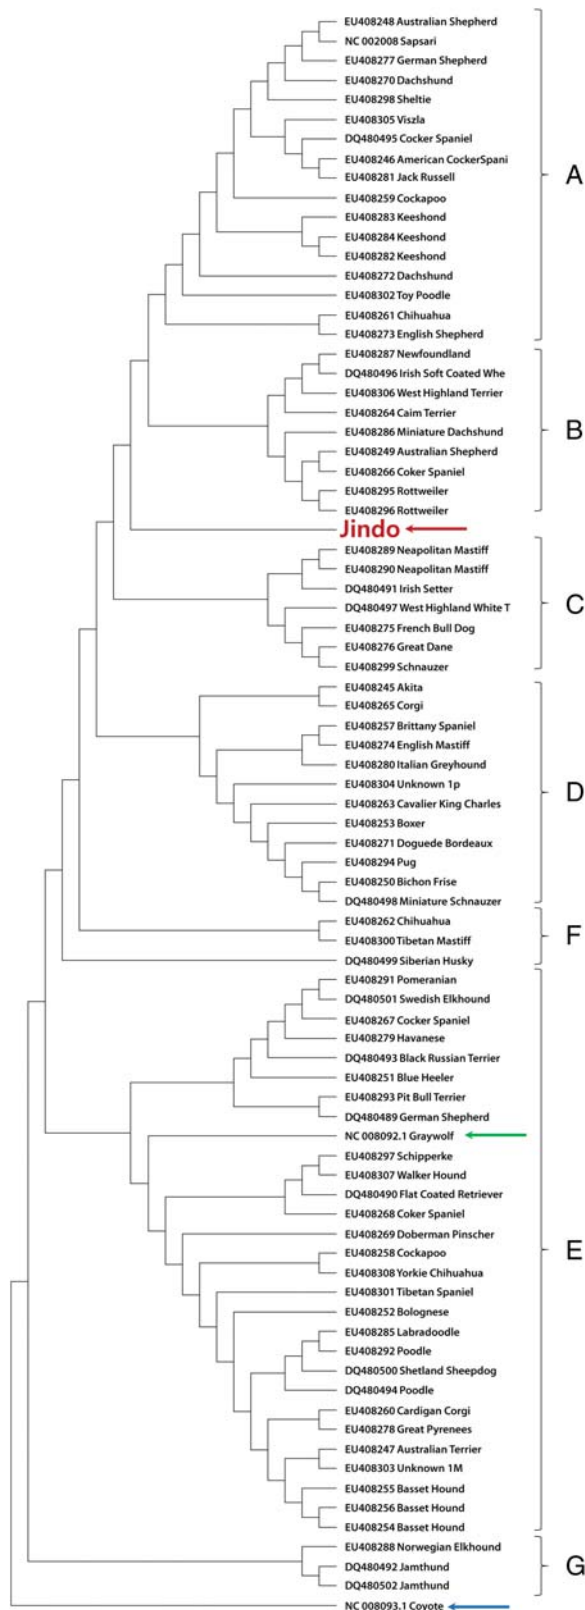 EU408248 Australian Shepherd
NC 002008 Sapsari
EU408277 German Shepherd
EU408270 Dachshund
EU408298 Sheltie
EU408305 Viszla
DQ480495 Cocker Spaniel
EU408246 American CockerSpani
EU408281 Jack Russell
A
EU408259 Cockapoo
EU408283 Keeshond
EU408284 Keeshond
EU408282 Keeshond
EU408272 Dachshund
EU408302 Toy Poodle
EU408261 Chihuahua
EU408273 English Shepherd
EU408287 Newfoundland
DQ480496 Irish Soft Coated Whe
EU408306 West Highland Terrier
EU408264 Cairn Terrier
B
EU408286 Miniature Dachshund
EU408249 Australian Shepherd
EU408266 Coker Spaniel
EU408295 Rottweiler
EU408296 Rottweiler
Jindo
EU408289 Neapolitan Mastiff
EU408290 Neapolitan Mastiff
DQ480491 Irish Setter
C
DQ480497 West Highland White T
EU408275 French Bull Dog
EU408276 Great Dane
EU408299 Schnauzer
EU408245 Akita
EU408265 Corgi
EU408257 Brittany Spaniel
EU408274 English Mastiff
EU408280 Italian Greyhound
EU408304 Unknown 1p
D
EU408263 Cavalier King Charles
EU408253 Boxer
EU408271 Doguede Bordeaux
EU408294 Pug
EU408250 Bichon Frise
DQ480498 Miniature Schnauzer
EU408262 Chihuahua
F
EU408300 Tibetan Mastiff
DQ480499 Siberian Husky
EU408291 Pomeranian
DQ480501 Swedish Elkhound
EU408267 Cocker Spaniel
EU408279 Havanese
DQ480493 Black Russian Terrier
EU408251 Blue Heeler
EU408293 Pit Bull Terrier
DQ480489 German Shepherd
NC 008092.1 Graywolf
EU408297 Schipperke
EU408307 Walker Hound
DQ480490 Flat Coated Retriever
EU408268 Coker Spaniel
EU408269 Doberman Pinscher
E
EU408258 Cockapoo
EU408308 Yorkie Chihuahua
EU408301 Tibetan Spaniel
EU408252 Bolognese
EU408285 Labradoodle
EU408292 Poodle
DQ480500 Shetland Sheepdog
DQ480494 Poodle
EU408260 Cardigan Corgi
EU408278 Great Pyrenees
EU408247 Australian Terrier
EU408303 Unknown 1M
EU408255 Basset Hound
EU408256 Basset Hound
EU408254 Basset Hound
EU408288 Norwegian Elkhound
DQ480492 Jamthund
G
DQ480502 Jamthund
NC 008093.1 Coyote